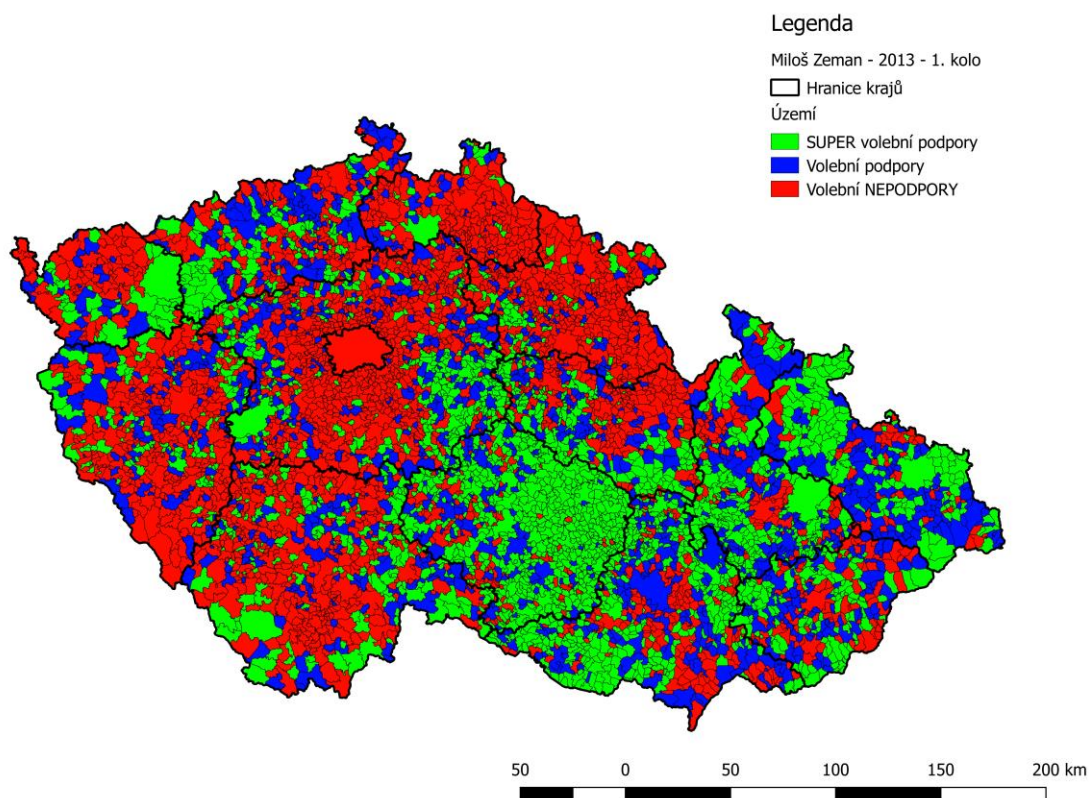 Legenda
Miloš Zeman - 2013 - 1. kolo
Hranice krajů
Území
SUPER volební podpory
Volební podpory
Volební NEPODPORY
50 0 50 100 150 200 km